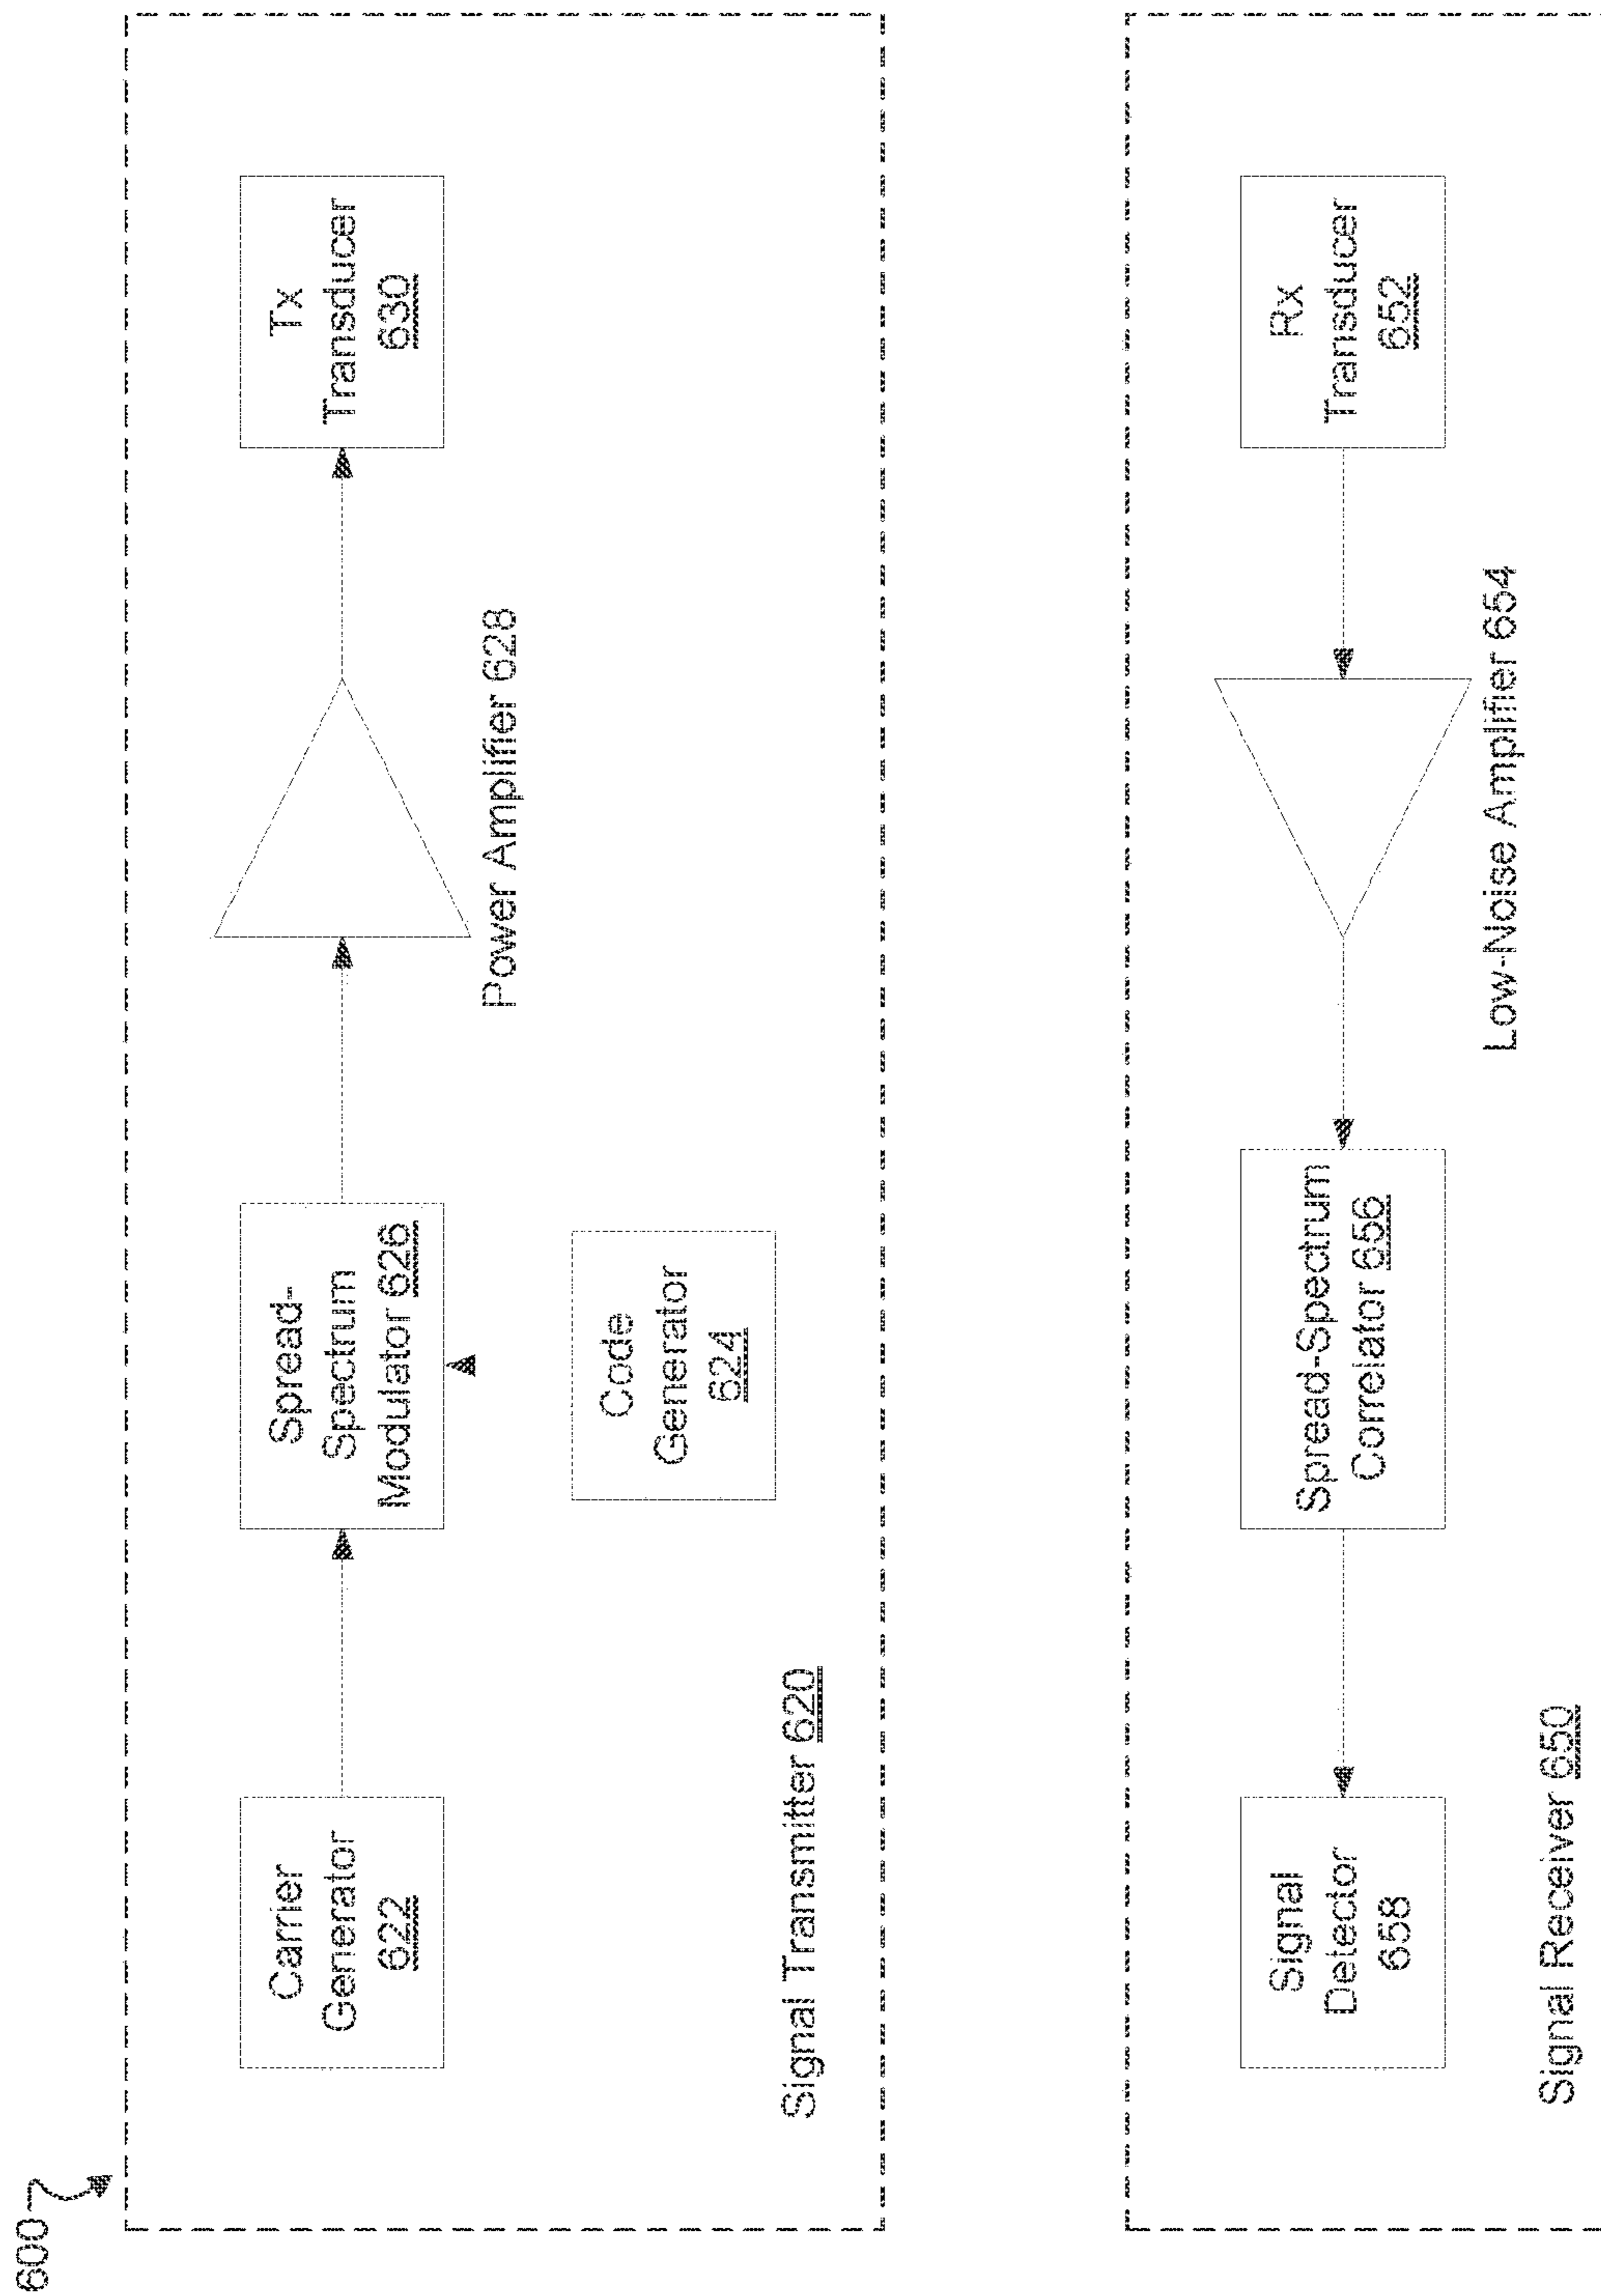 600
Carrier
Generator
622
Spread-
Spectrum
Modulator 626
Code
Generator
624
Power Amplifier 628
Tx
Transducer
630
Signal Transmitter 620
Signal
Detector
658
Spread-Spectrum
Correlator 656
Low-Noise Amplifier 654
Rx
Transducer
652
Signal Receiver 650